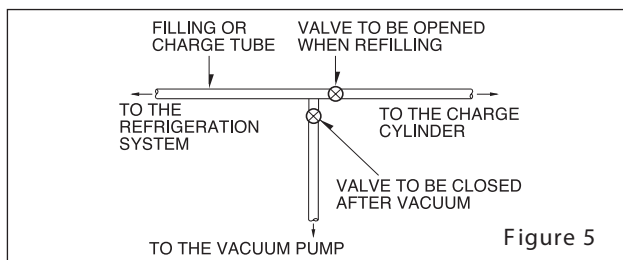 FILLING OR
CHARGE TUBE
VALVE TO BE OPENED
WHEN REFILLING
TO THE
REFRIGERATION
SYSTEM
TO THE CHARGE
CYLINDER
VALVE TO BE CLOSED
AFTER VACUUM
TO THE VACUUM PUMP
Figure 5